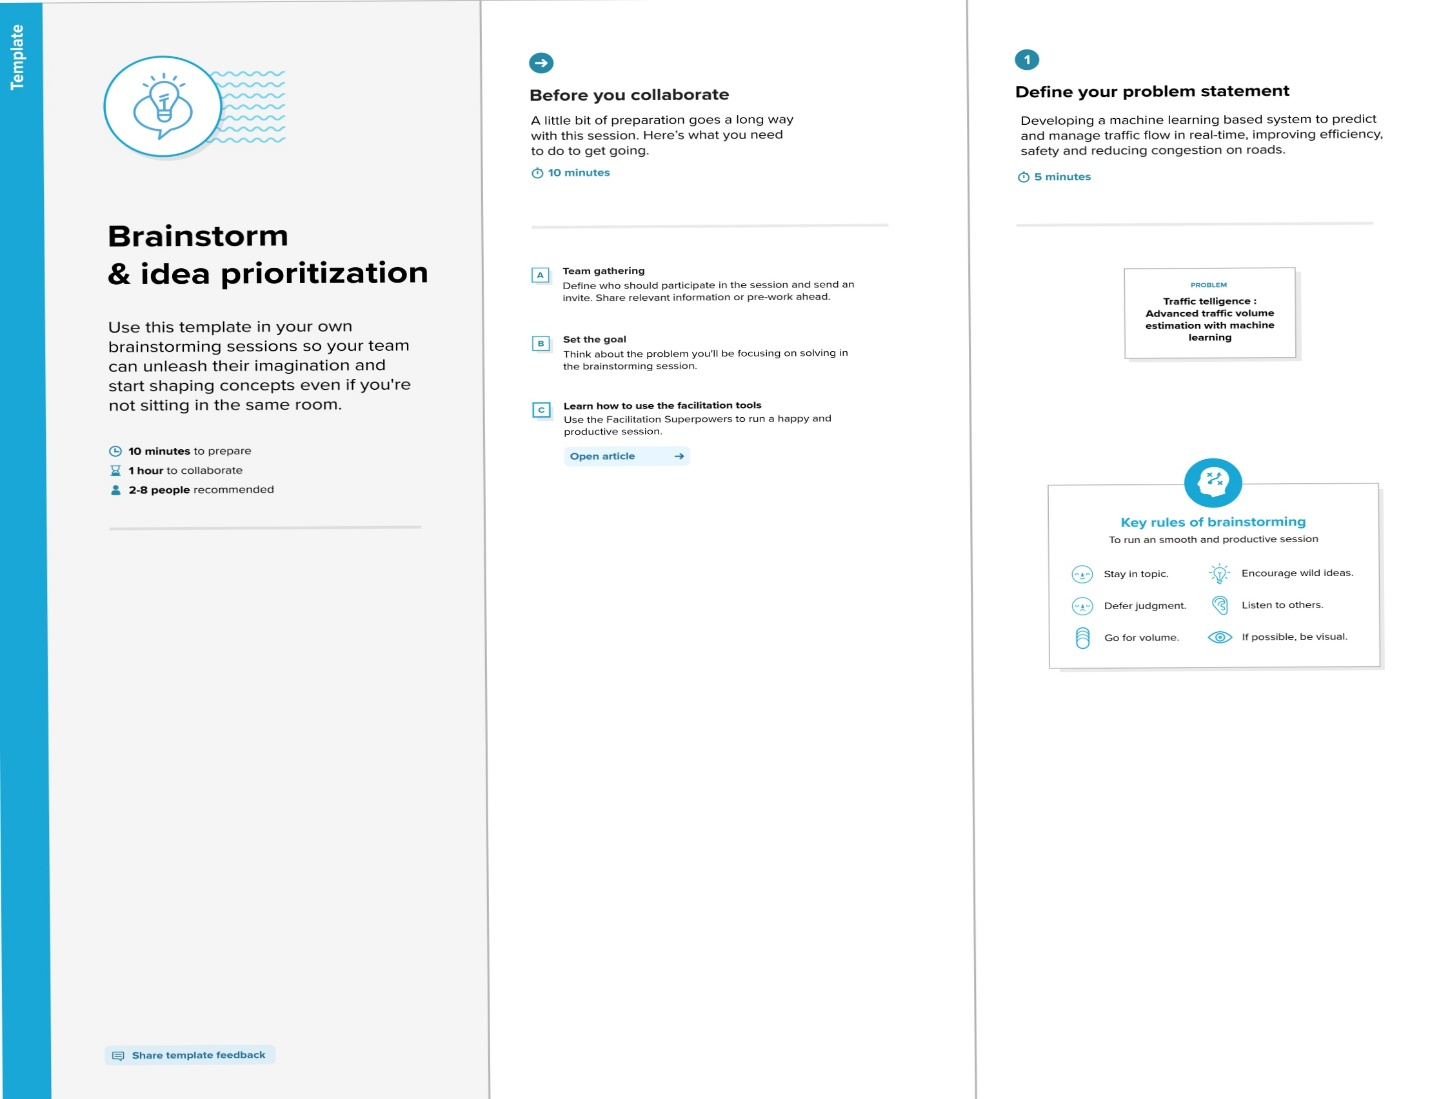 Template
Brainstorm
& idea prioritization
Use this template in your own
brainstorming sessions so your team
can unleash their imagination and
start shaping concepts even if you're
not sitting in the same room.
10 minutes to prepare
1 hour to collaborate
2-8 people recommended
Share template feedback
Before you collaborate
A little bit of preparation goes a long way
with this session. Here's what you need
to do to get going.
10 minutes
A
Team gathering
Define who should participate in the session and send an
invite. Share relevant information or pre-work ahead.
B
Set the goal
Think about the problem you'll be focusing on solving in
the brainstorming session.
C
Learn how to use the facilitation tools
Use the Facilitation Superpowers to run a happy and
productive session.
Open article
1
Define your problem statement
Developing a machine learning based system to predict
and manage traffic flow in real-time, improving efficiency,
safety and reducing congestion on roads.
5 minutes
PROBLEM
Traffic telligence :
Advanced traffic volume
estimation with machine
learning
Key rules of brainstorming
To run an smooth and productive session
Stay in topic.
Encourage wild ideas.
Defer judgment.
Listen to others.
Go for volume.
If possible, be visual.